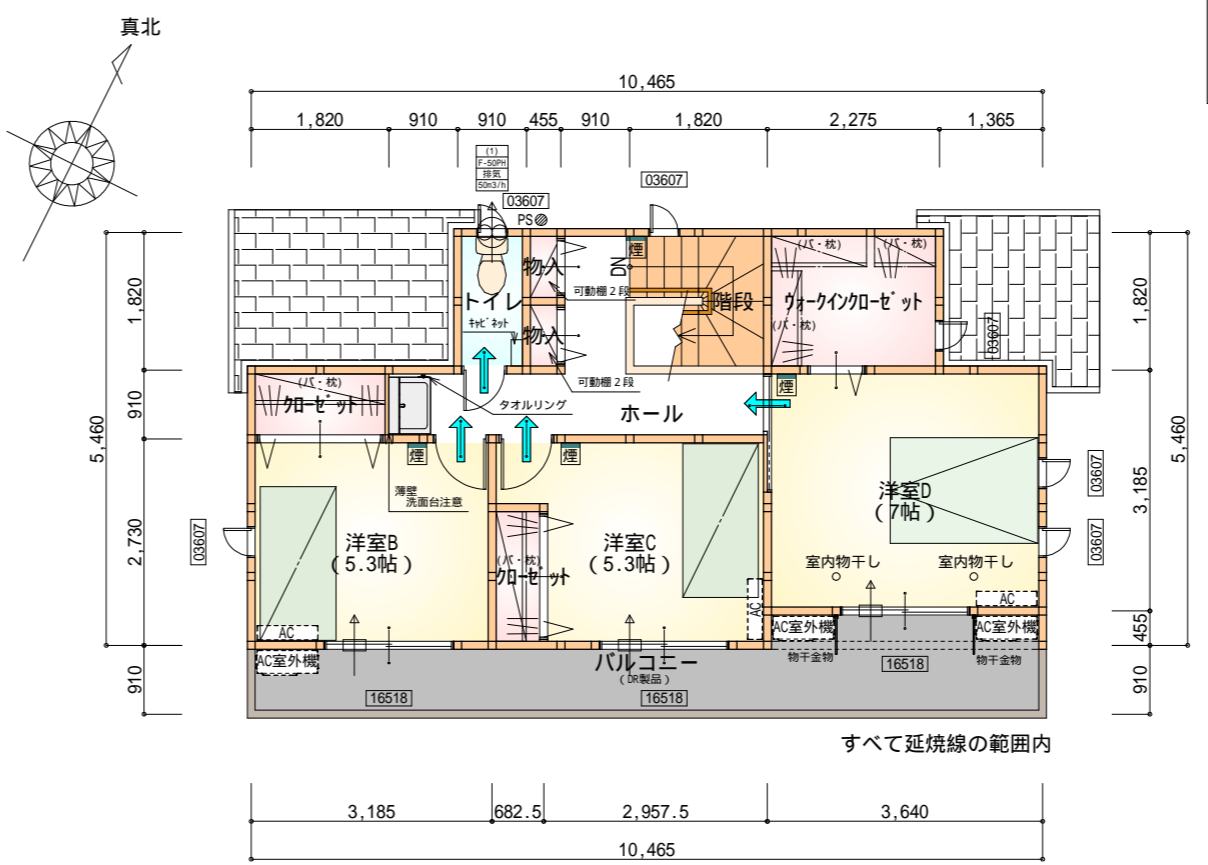 真北
10,465
1,820
910
910
455
910
1,820
2,275
1,365
(1)
F-50PH
排気
50m3/h
03607
PS
03607
5,460
1,820
910
2,730
910
物入
DN
煙
可動棚2段
階段
トイレ
キャビネット
物入
可動棚2段
(パ・枕)
(パ・枕)
ウォークインクローゼット
(パ・枕)
03607
1,820
5,460
3,185
455
910
(パ・枕)
クローゼット
タオルリング
ホール
煙
煙
煙
薄壁
洗面台注意
03607
洋室B
(5.3帖)
(パ・枕)
クローゼット
洋室C
(5.3帖)
洋室D
(7帖)
03607
03607
室内物干し
室内物干し
AC
AC
AC
AC室外機
AC室外機
AC室外機
物干金物
物干金物
バルコニー
(DR製品)
16518
16518
16518
すべて延焼線の範囲内
3,185
682.5
2,957.5
3,640
10,465